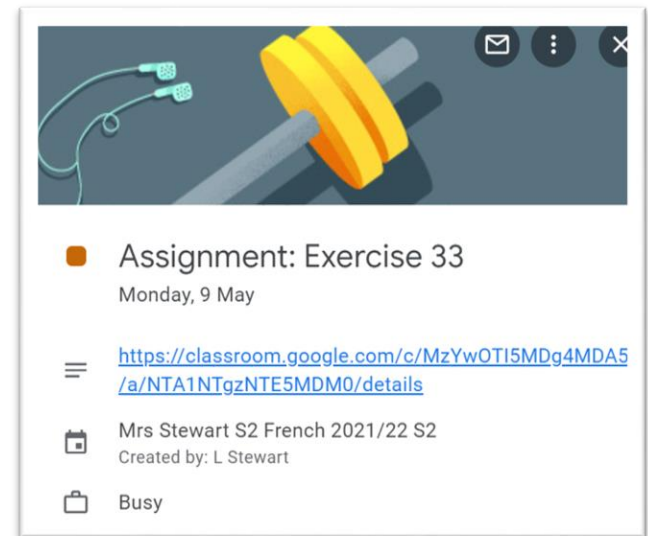 Assignment: Exercise 33
Monday, 9 May
https://classroom.google.com/c/MzYwOTI5MDg4MDA5
/a/NTA1NTgzNTE5MDM0/details
Mrs Stewart S2 French 2021/22 S2
Created by: L Stewart
Busy